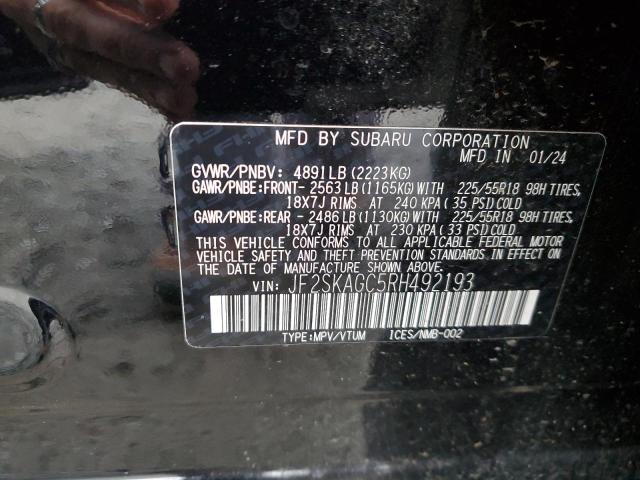 MFD BY SUBARU CORPORATION
MFD IN 01/24
GVWR/PNBV: 4891LB(2223KG)
GAWR/PNBE:FRONT-2563LB(1165KG)WITH 225/55R18 98H TIRES,
18X7J RIMS AT 240 KPA (35 PSI)COLD
GAWR/PNBE:REAR -2486LB(1130KG)WITH 225/55R18 98H TIRES,
18X7J RIMS AT 230 KPA (33 PSI)COLD
THIS VEHICLE CONFORMS TO ALL APPLICABLE FEDERAL MOTOR
VEHICLE SAFETY AND THEFT PREVENTION STANDARDS IN EFFECT
ON THE DATE OF MANUFACTURE SHOWN ABOVE.
VIN: JF2SKAGC5RH492193
TYPE:MPV/VTUM ICES/NMB-002